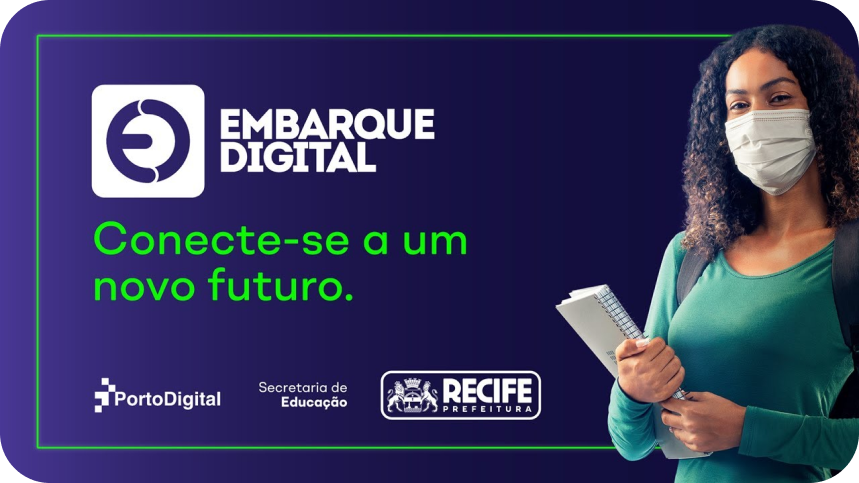 EMBARQUE
DIGITAL
Conecte-se a um
novo futuro.
PortoDigital
Secretaria de
Educação
RECIFE
PREFEITURA